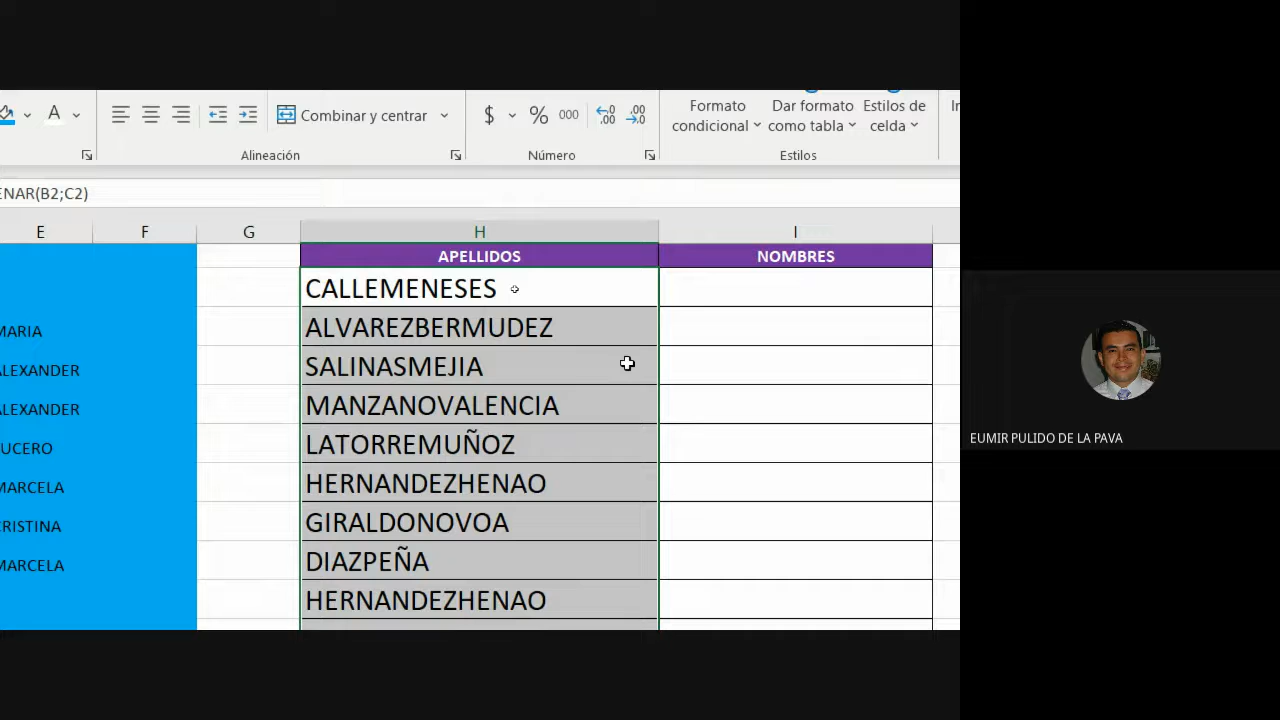 A
Combinar y centrar
$ % 000
Formato condicional
Dar formato como tabla
Estilos de celda
Alineación
Número
Estilos
ENAR(B2;C2)
E F G H I
APELLIDOS NOMBRES
CALLEMENESES
MARIA ALVAREZBERMUDEZ
ALEXANDER SALINASMEJIA
ALEXANDER MANZANOVALENCIA
LUCERO LATORREMUÑOZ
MARCELA HERNANDEZHENAO
CRISTINA GIRALDONOVOA
MARCELA DIAZPEÑA
HERNANDEZHENAO
EUMIR PULIDO DE LA PAVA